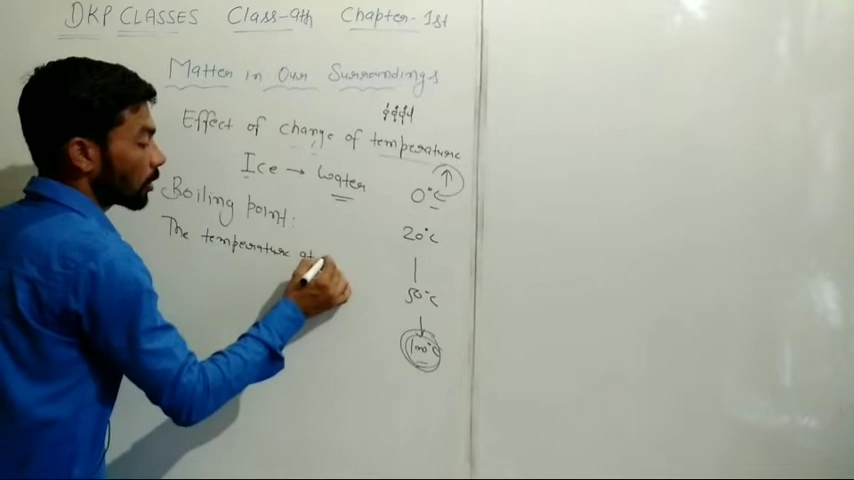 DKP CLASSES Class-9th Chapter-1st
Matter in Our Surroundings
Effect of change of temperature
Ice → Water
0°C
Boiling point:
20°C
The temperature at
50°C
100°C